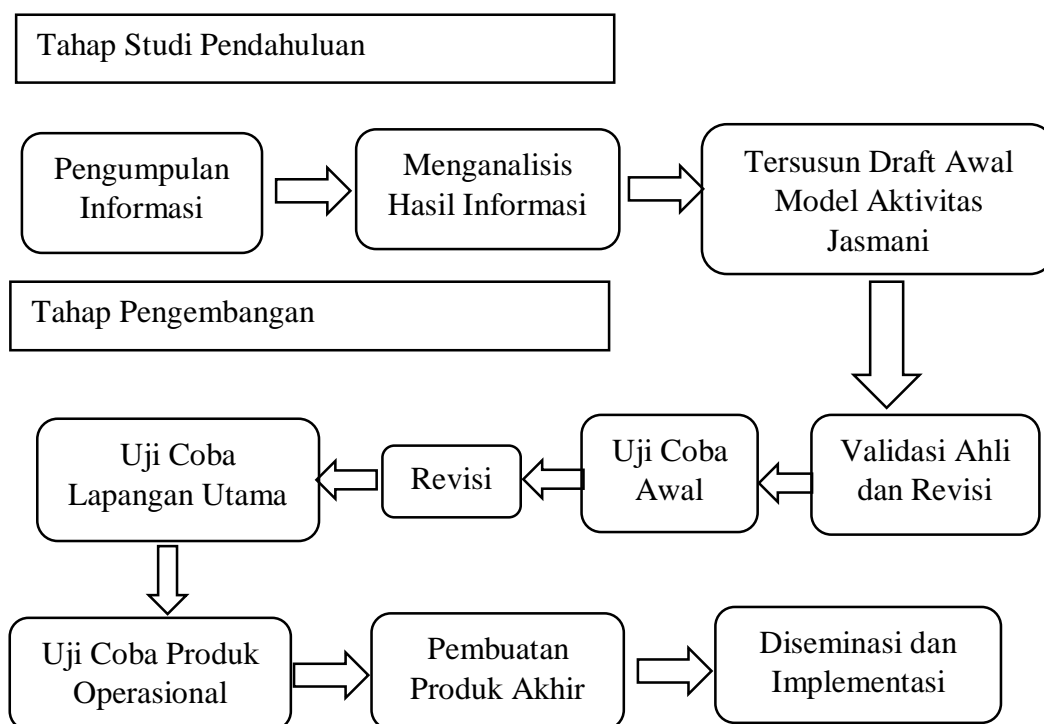 Tahap Studi Pendahuluan
Pengumpulan
Informasi
Menganalisis
Hasil Informasi
Tersusun Draft Awal
Model Aktivitas
Jasmani
Tahap Pengembangan
Validasi Ahli
dan Revisi
Uji Coba
Awal
Revisi
Uji Coba
Lapangan Utama
Uji Coba Produk
Operasional
Pembuatan
Produk Akhir
Diseminasi dan
Implementasi